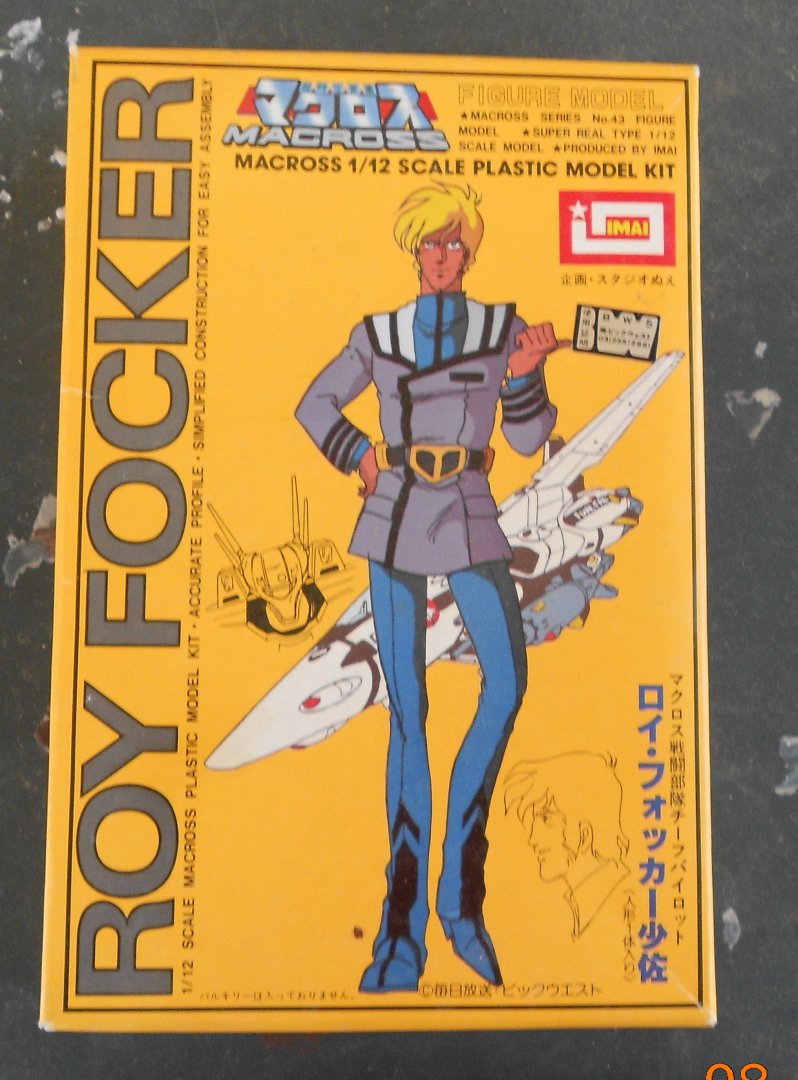 マクロス
MACROSS
FIGURE MODEL
★MACROSS SERIES No.43 FIGURE
MODEL ★SUPER REAL TYPE 1/12
SCALE MODEL ★PRODUCED BY IMAI
MACROSS 1/12 SCALE PLASTIC MODEL KIT
IMAI
企画・スタジオぬえ
BWS
ROY FOCKER
1/12 SCALE MACROSS PLASTIC MODEL KIT・ACCURATE PROFILE・SIMPLIFIED CONSTRUCTION FOR EASY ASSEMBLY
マクロス戦闘部隊チーフパイロット
ロイ・フォッカー少佐
〈人形1体入り〉
バルキリーは入っておりません。
©毎日放送・ビックウエスト
08